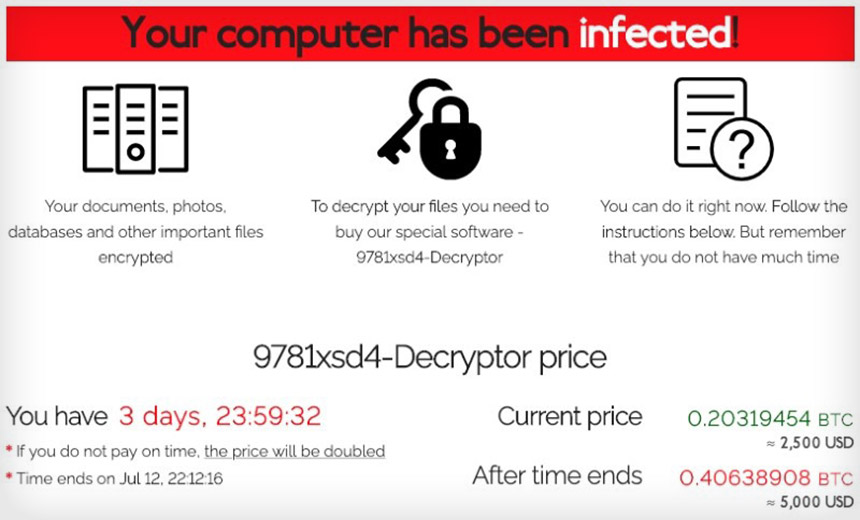 Your computer has been infected!
Your documents, photos,
databases and other important files
encrypted
To decrypt your files you need to
buy our special software -
9781xsd4-Decryptor
You can do it right now. Follow the
instructions below. But remember
that you do not have much time
9781xsd4-Decryptor price
You have 3 days, 23:59:32
* If you do not pay on time, the price will be doubled
* Time ends on Jul 12, 22:12:16
Current price 0.20319454 BTC
≈ 2,500 USD
After time ends 0.40638908 BTC
≈ 5,000 USD